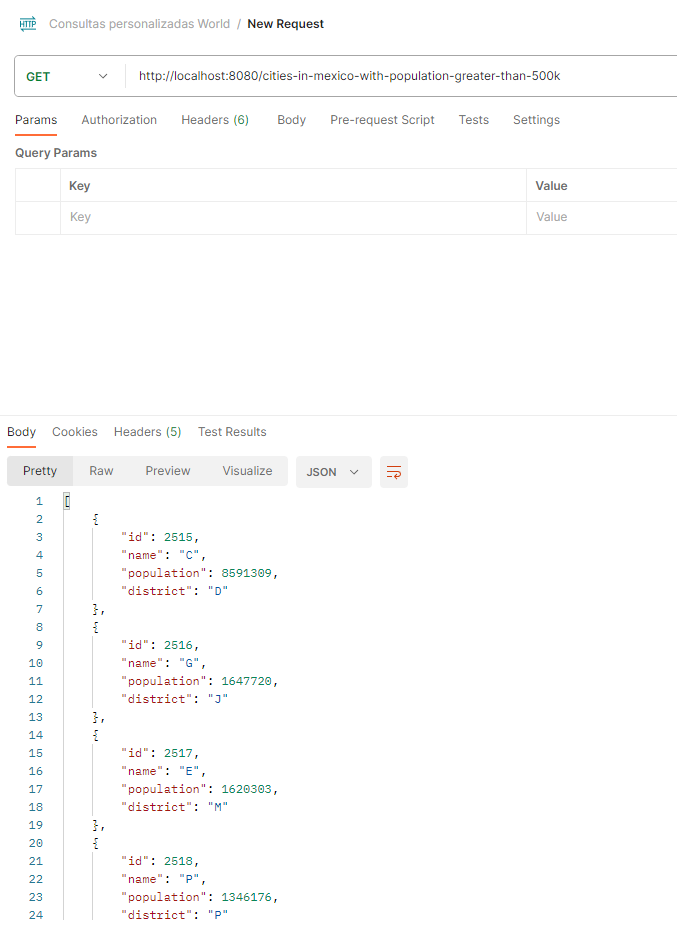 HTTP Consultas personalizadas World / New Request
GET http://localhost:8080/cities-in-mexico-with-population-greater-than-500k
Params Authorization Headers (6) Body Pre-request Script Tests Settings
Query Params
Key Value
Key Value
Body Cookies Headers (5) Test Results
Pretty Raw Preview Visualize JSON
1 [
2 {
3 "id": 2515,
4 "name": "C",
5 "population": 8591309,
6 "district": "D"
7 },
8 {
9 "id": 2516,
10 "name": "G",
11 "population": 1647720,
12 "district": "J"
13 },
14 {
15 "id": 2517,
16 "name": "E",
17 "population": 1620303,
18 "district": "M"
19 },
20 {
21 "id": 2518,
22 "name": "P",
23 "population": 1346176,
24 "district": "P"